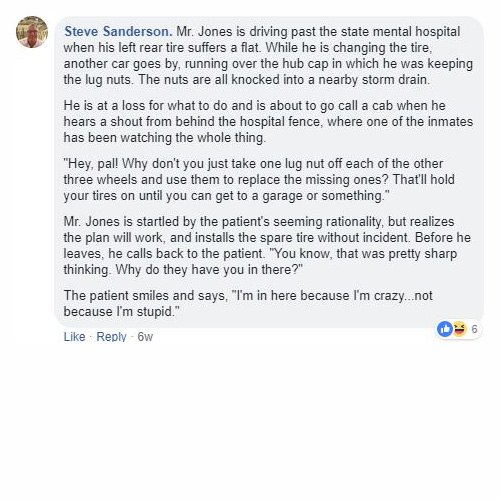 Steve Sanderson. Mr. Jones is driving past the state mental hospital
when his left rear tire suffers a flat. While he is changing the tire,
another car goes by, running over the hub cap in which he was keeping
the lug nuts. The nuts are all knocked into a nearby storm drain.
He is at a loss for what to do and is about to go call a cab when he
hears a shout from behind the hospital fence, where one of the inmates
has been watching the whole thing.
"Hey, pal! Why don't you just take one lug nut off each of the other
three wheels and use them to replace the missing ones? That'll hold
your tires on until you can get to a garage or something."
Mr. Jones is startled by the patient's seeming rationality, but realizes
the plan will work, and installs the spare tire without incident. Before he
leaves, he calls back to the patient. "You know, that was pretty sharp
thinking. Why do they have you in there?"
The patient smiles and says, "I'm in here because I'm crazy...not
because I'm stupid."
6
Like · Reply · 6w